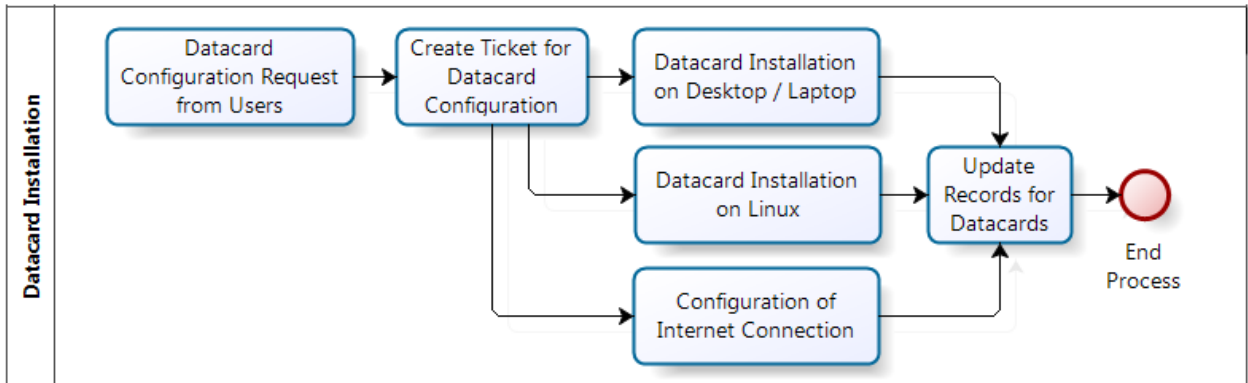 Datacard Installation
Datacard
Configuration Request
from Users
Create Ticket for
Datacard
Configuration
Datacard Installation
on Desktop / Laptop
Datacard Installation
on Linux
Configuration of
Internet Connection
Update
Records for
Datacards
End
Process